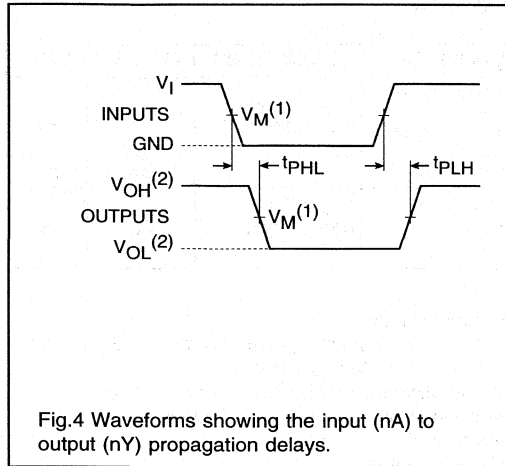 V_I
INPUTS
V_M(1)
GND
t_PHL
t_PLH
V_OH(2)
OUTPUTS
V_M(1)
V_OL(2)
Fig.4 Waveforms showing the input (nA) to
output (nY) propagation delays.